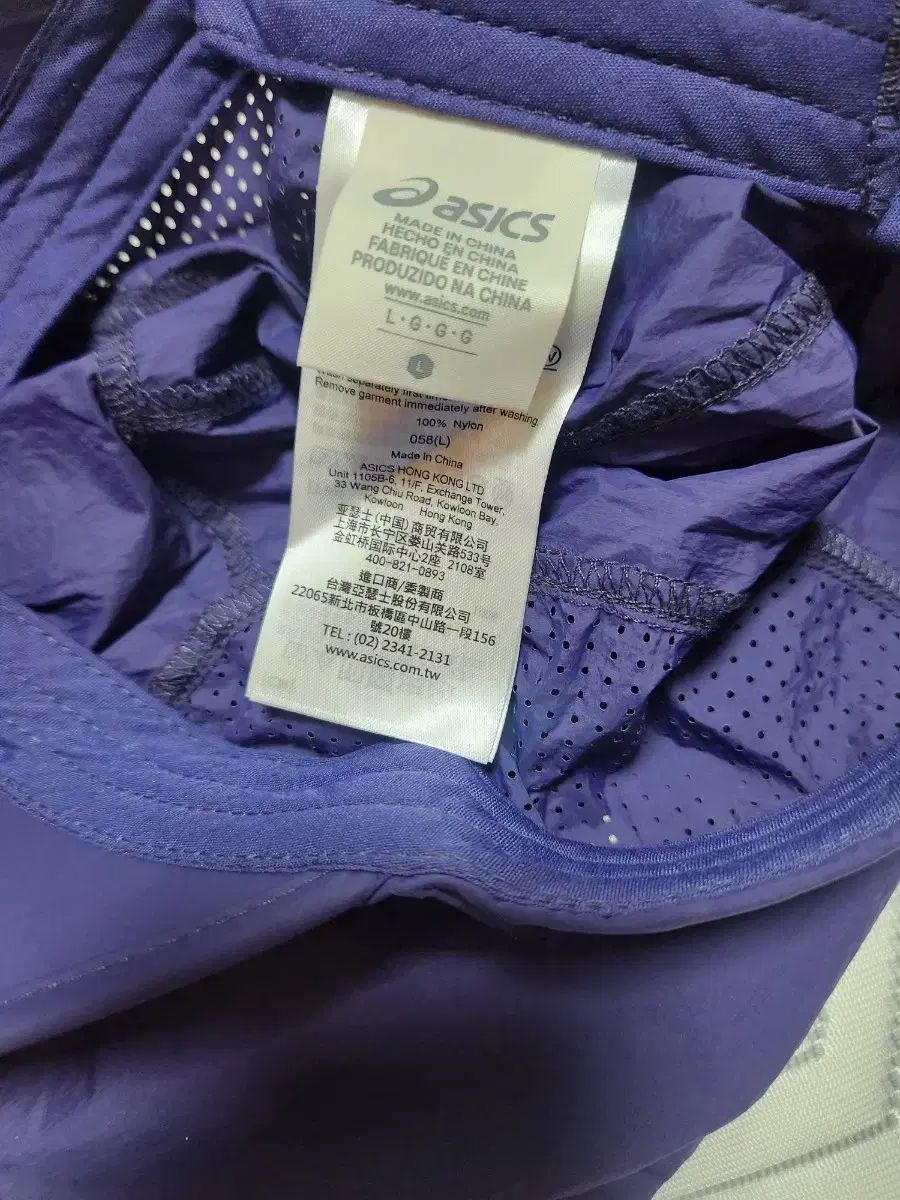 asics
MADE IN CHINA
HECHO EN CHINA
FABRIQUÉ EN CHINE
PRODUZIDO NA CHINA
www.asics.com
L·G·G·G
L
W
Wash separately first
Remove garment immediately after washing.
100% Nylon
058(L)
Made in China
ASICS HONG KONG LTD
Unit 1105B-6, 11/F, Exchange Tower,
33 Wang Chiu Road, Kowloon Bay,
Kowloon Hong Kong
亚瑟士(中国)商贸有限公司
上海市长宁区娄山关路533号
金虹桥国际中心2座 2108室
400-821-0893
進口商/委製商
台灣亞瑟士股份有限公司
22065新北市板橋區中山路一段156
號20樓
TEL : (02) 2341-2131
www.asics.com.tw